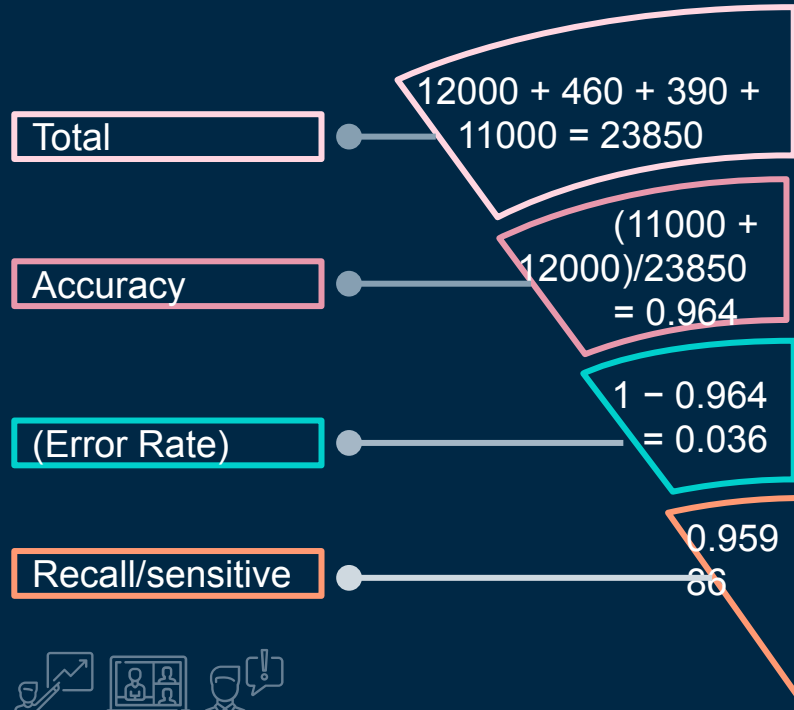 Total
12000 + 460 + 390 +
11000 = 23850
Accuracy
(11000 +
12000)/23850
= 0.964
(Error Rate)
1 − 0.964
= 0.036
Recall/sensitive
0.959
86